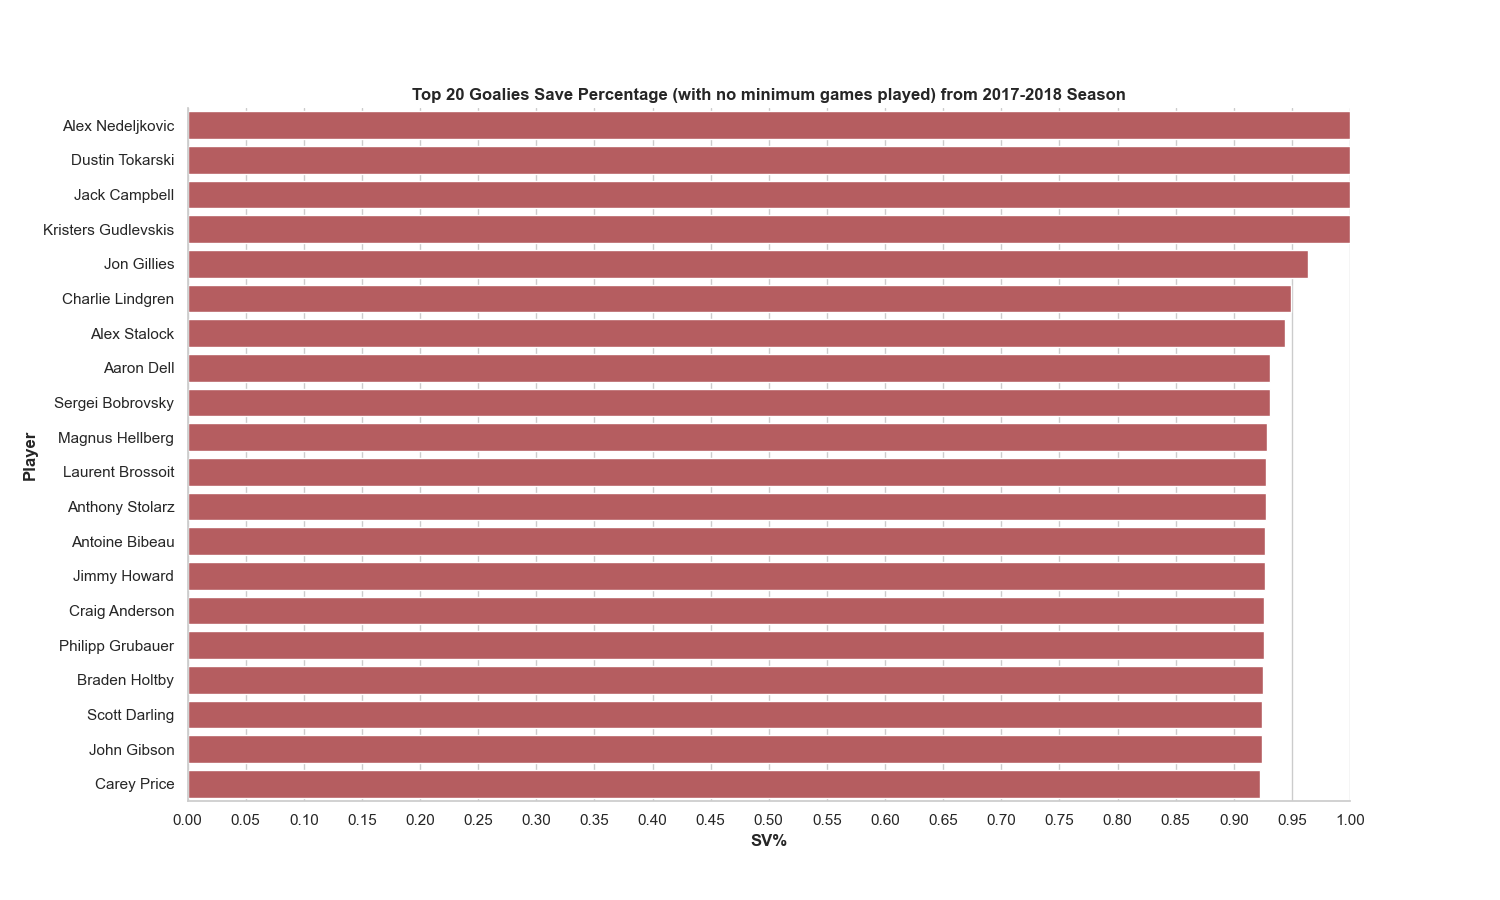 Top 20 Goalies Save Percentage (with no minimum games played) from 2017-2018 Season
Player
Alex Nedeljkovic
Dustin Tokarski
Jack Campbell
Kristers Gudlevskis
Jon Gillies
Charlie Lindgren
Alex Stalock
Aaron Dell
Sergei Bobrovsky
Magnus Hellberg
Laurent Brossoit
Anthony Stolarz
Antoine Bibeau
Jimmy Howard
Craig Anderson
Philipp Grubauer
Braden Holtby
Scott Darling
John Gibson
Carey Price
0.00 0.05 0.10 0.15 0.20 0.25 0.30 0.35 0.40 0.45 0.50 0.55 0.60 0.65 0.70 0.75 0.80 0.85 0.90 0.95 1.00
SV%